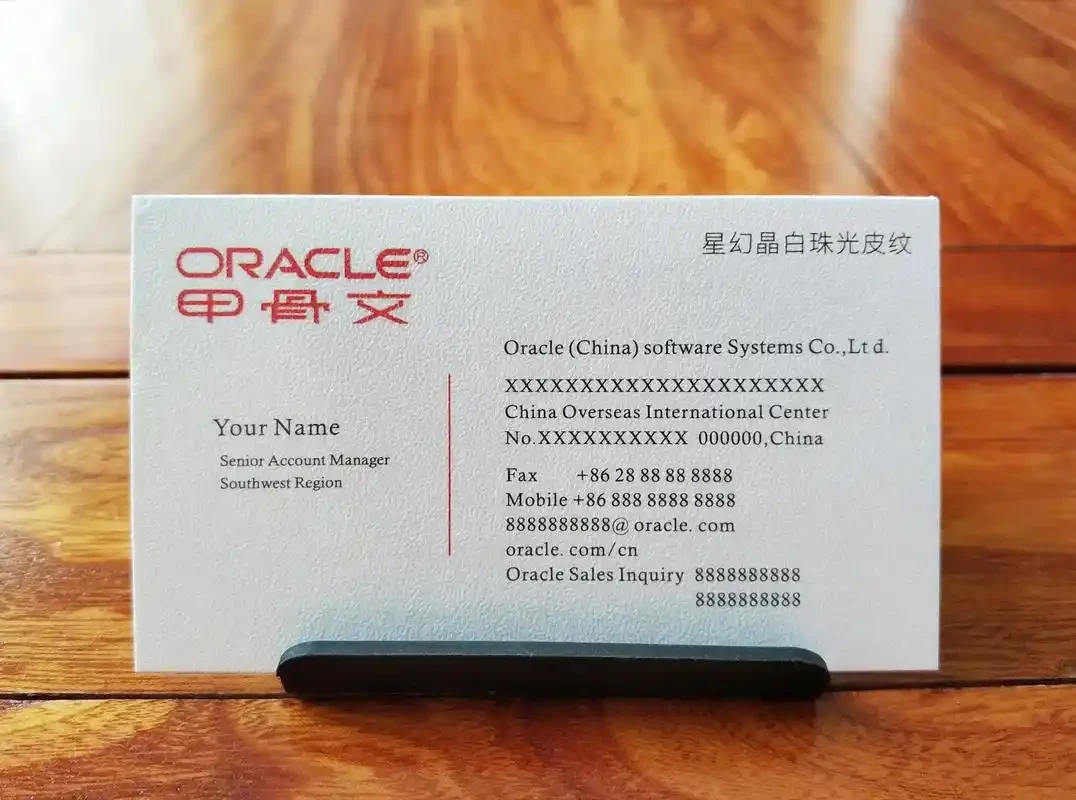 ORACLE®
甲骨文
星幻晶白珠光皮纹
Your Name
Senior Account Manager
Southwest Region
Oracle (China) software Systems Co.,Lt d.
XXXXXXXXXXXXXXXXXXXXX
China Overseas International Center
No.XXXXXXXXXX 000000,China
Fax +86 28 88 88 8888
Mobile +86 888 8888 8888
8888888888@ oracle. com
oracle. com/cn
Oracle Sales Inquiry 8888888888
8888888888